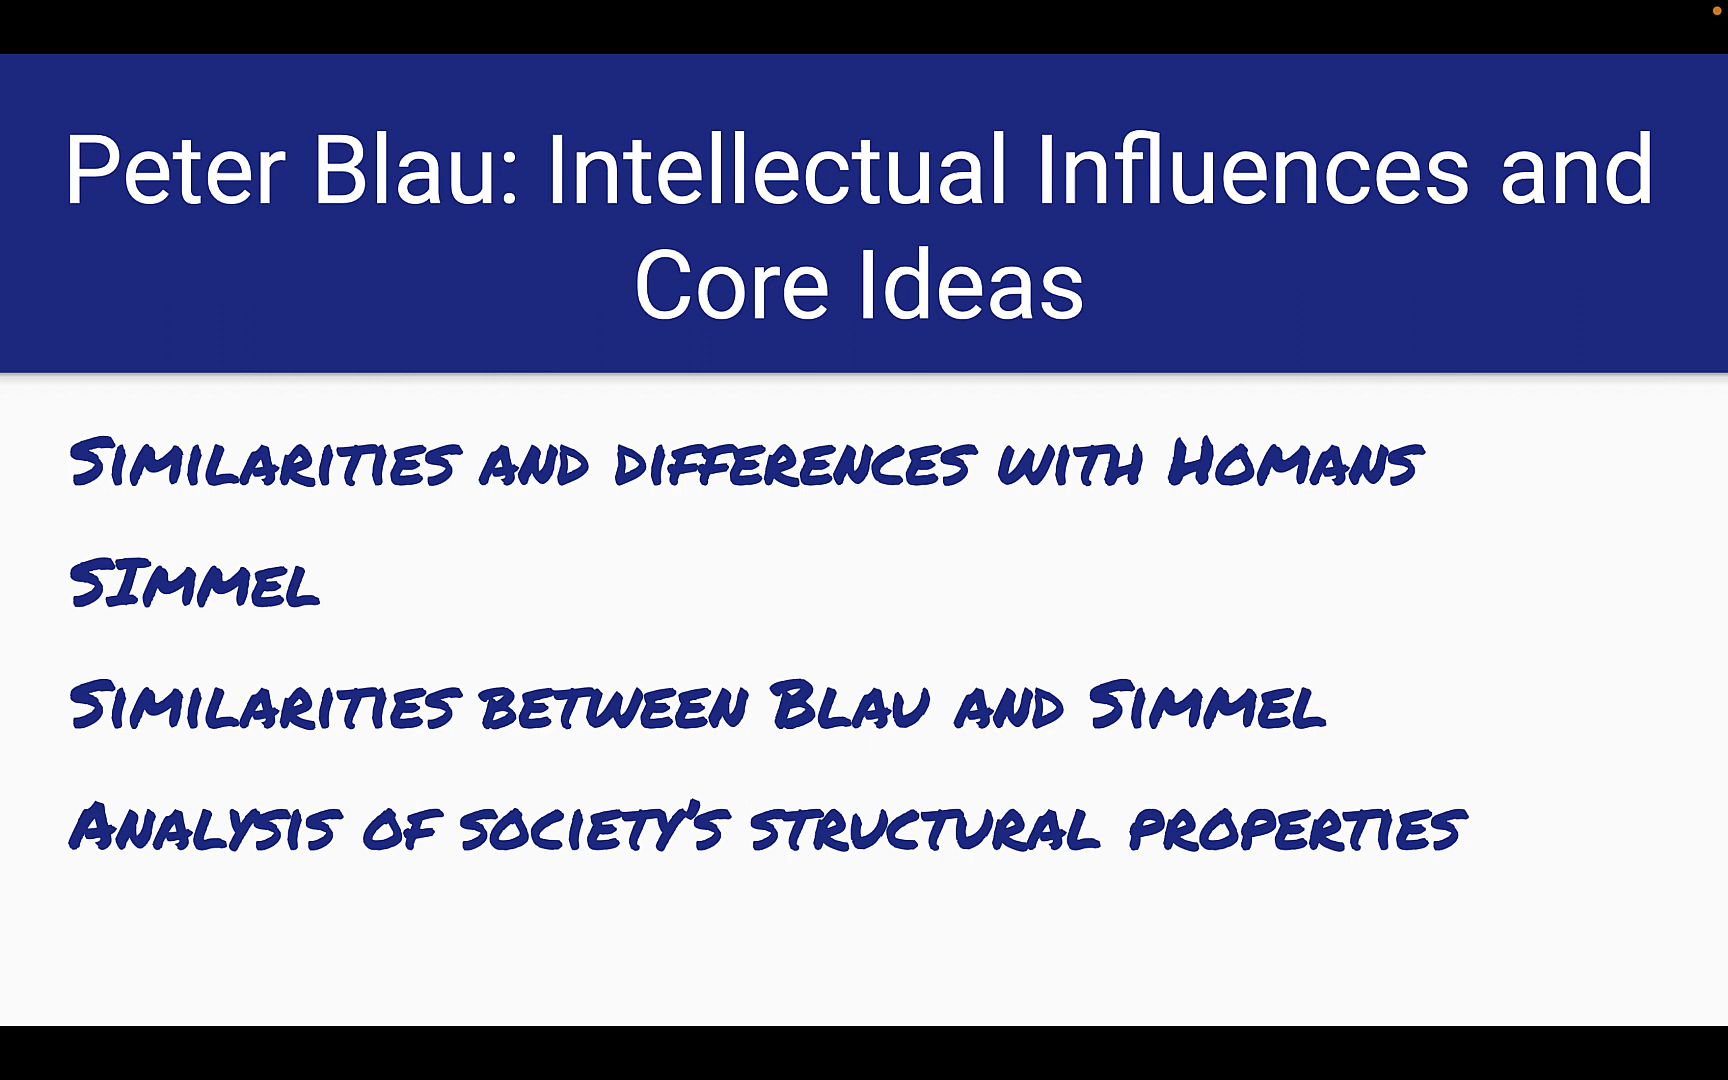 Peter Blau: Intellectual Influences and
Core Ideas
Similarities and differences with Homans
SImmel
Similarities between Blau and Simmel
Analysis of society's structural properties